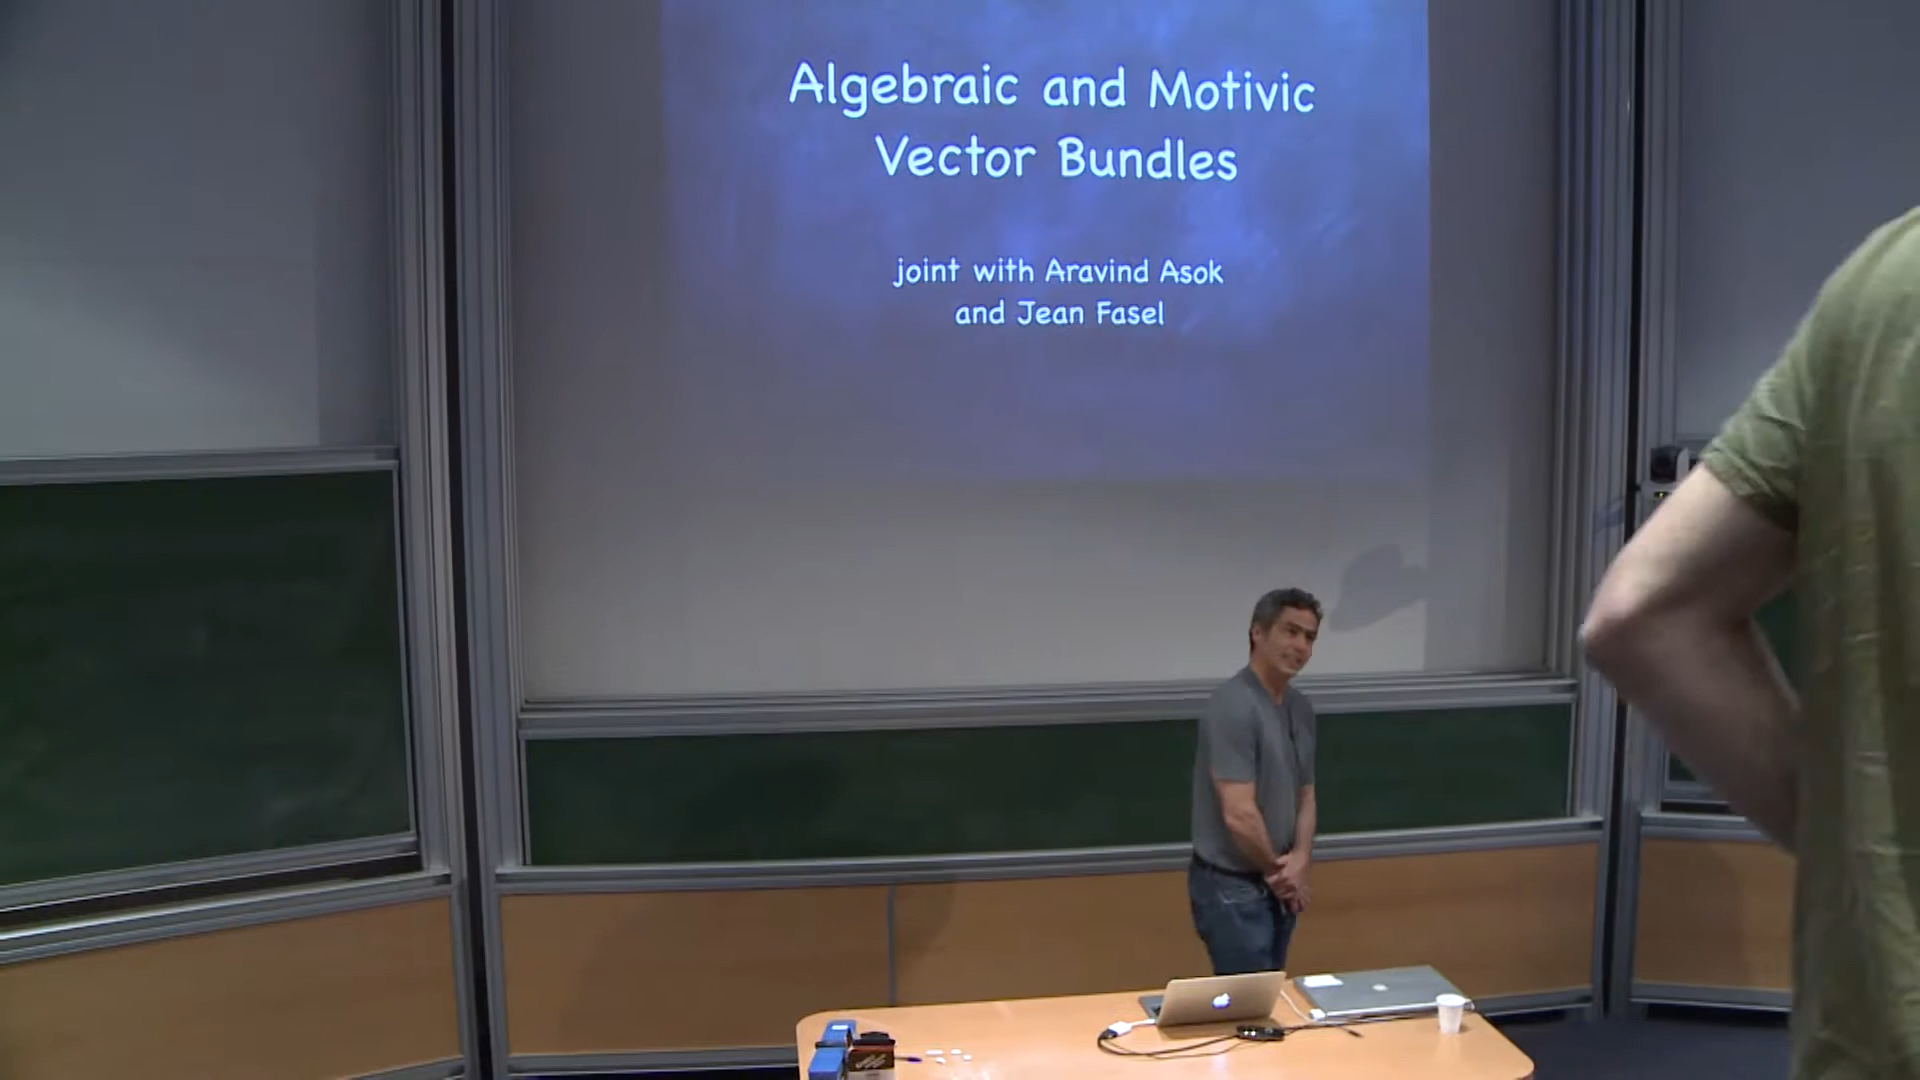 Algebraic and Motivic
Vector Bundles
joint with Aravind Asok
and Jean Fasel